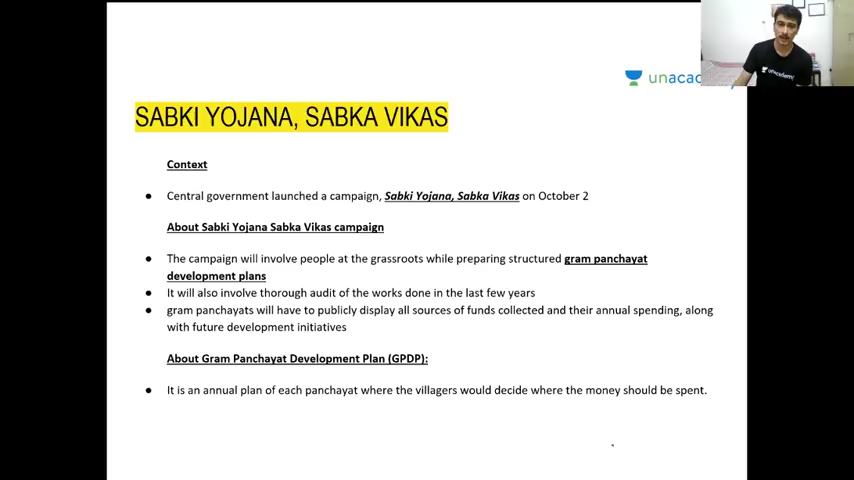 unacademy
unacademy
SABKI YOJANA, SABKA VIKAS
Context
● Central government launched a campaign, Sabki Yojana, Sabka Vikas on October 2
About Sabki Yojana Sabka Vikas campaign
● The campaign will involve people at the grassroots while preparing structured gram panchayat
development plans
● It will also involve thorough audit of the works done in the last few years
● gram panchayats will have to publicly display all sources of funds collected and their annual spending, along
with future development initiatives
About Gram Panchayat Development Plan (GPDP):
● It is an annual plan of each panchayat where the villagers would decide where the money should be spent.